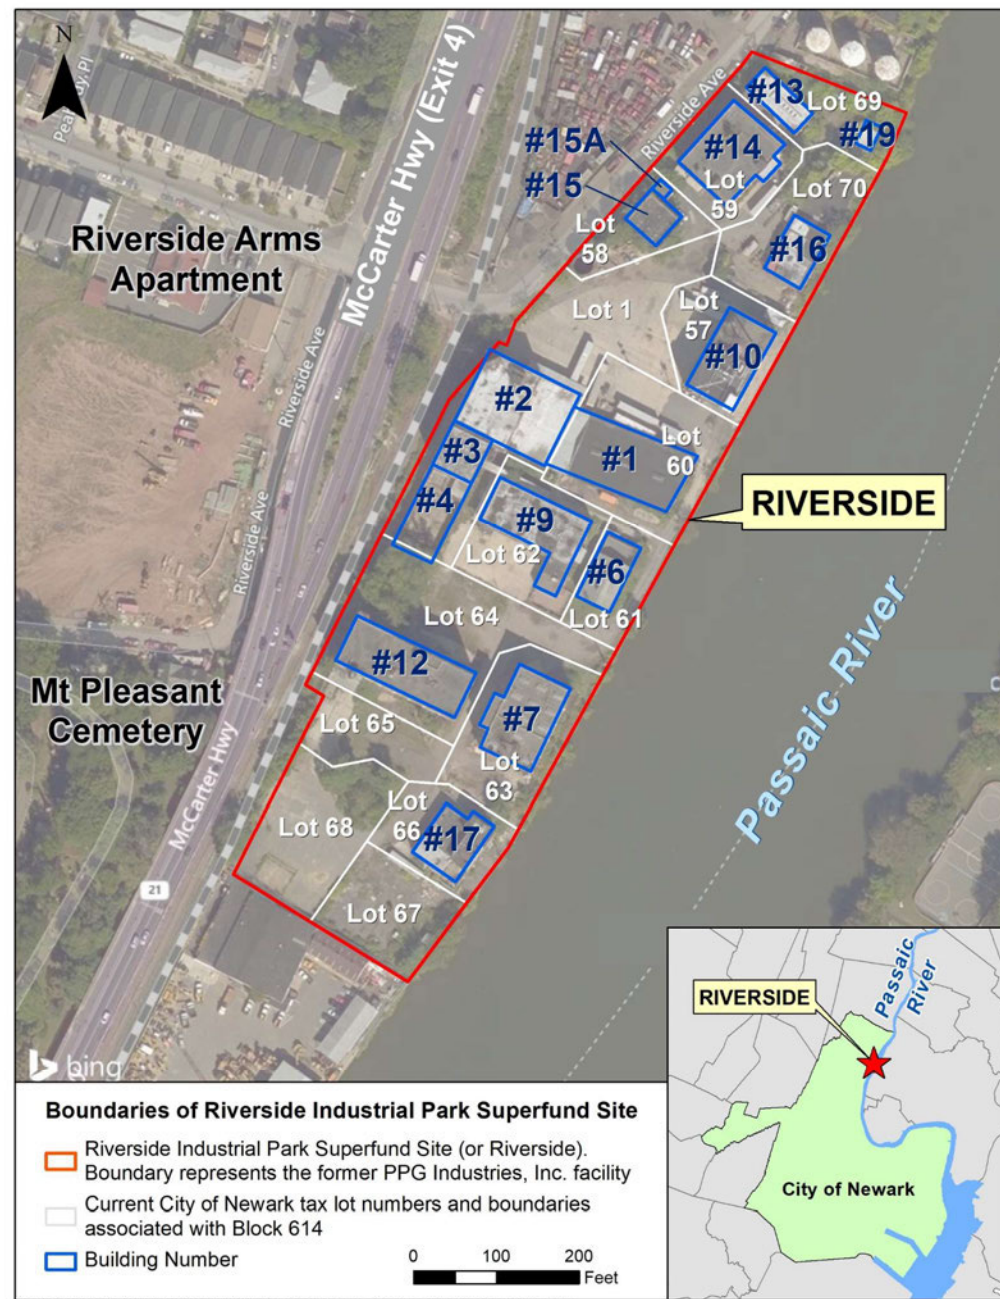 N
Pearl
ay Pl
McCarter Hwy (Exit 4)
Riverside Ave
#13
Lot 69
#19
#15A
#14
#15
Lot
59
Lot 70
Lot
58
#16
Riverside Arms
Apartment
Lot 1
Lot
57
#10
Riverside Ave
#2
#3
#1
Lot
60
#4
RIVERSIDE
#9
Lot 62
#6
Riverside Ave
Lot 61
Lot 64
Passaic River
#12
#7
Mt Pleasant
Cemetery
Lot 65
Lot
63
McCarter Hwy
Lot
66
Lot 68
#17
21
Lot 67
bing
Passaic
River
RIVERSIDE
City of Newark
Boundaries of Riverside Industrial Park Superfund Site
Riverside Industrial Park Superfund Site (or Riverside).
Boundary represents the former PPG Industries, Inc. facility
Current City of Newark tax lot numbers and boundaries
associated with Block 614
Building Number
0 100 200
Feet